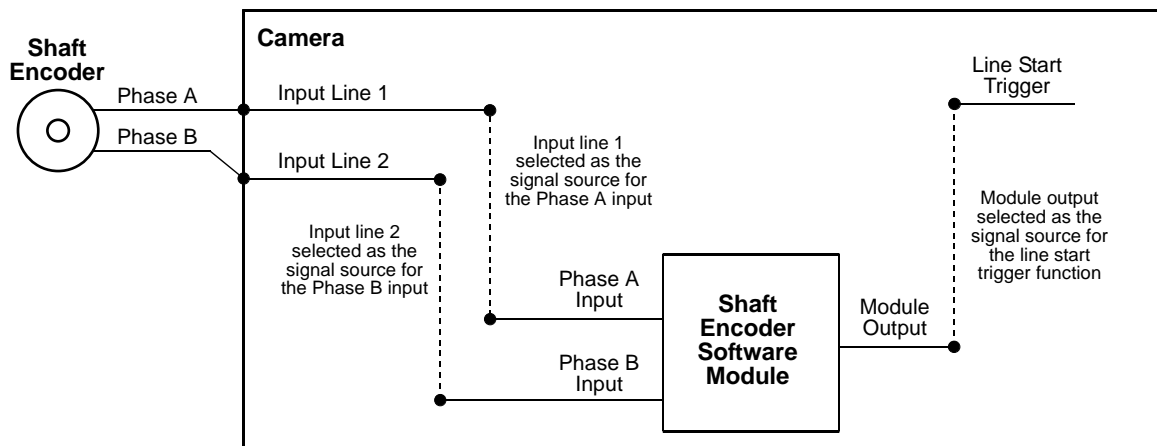 Camera
Shaft
Encoder
Phase A
Phase B
Input Line 1
Input Line 2
Input line 1
selected as the
signal source for
the Phase A input
Input line 2
selected as the
signal source for
the Phase B input
Phase A
Input
Phase B
Input
Shaft
Encoder
Software
Module
Module
Output
Line Start
Trigger
Module output
selected as the
signal source for
the line start
trigger function